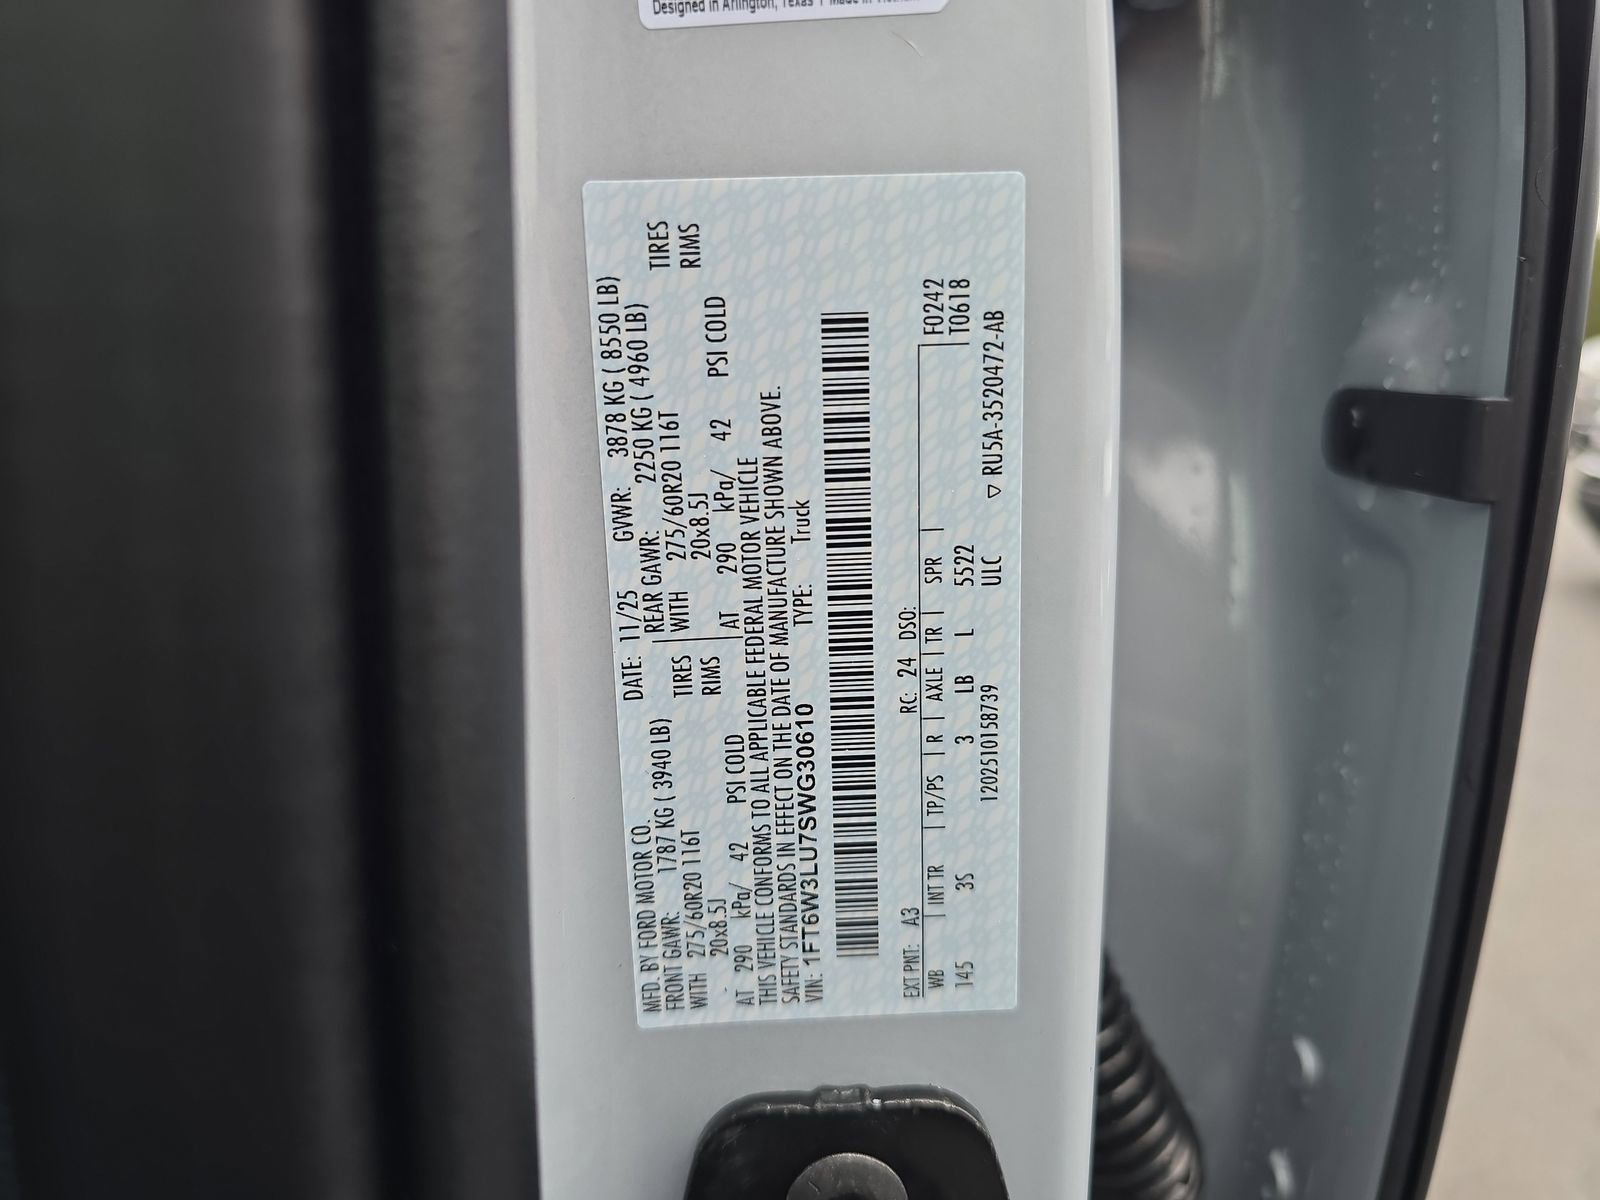 Designed in Arlington, Texas
MFD. BY FORD MOTOR CO. DATE: 11/25 GVWR: 3878 KG ( 8550 LB)
FRONT GAWR: 1787 KG ( 3940 LB) REAR GAWR: 2250 KG ( 4960 LB)
WITH 275/60R20 116T TIRES WITH 275/60R20 116T TIRES
20x8.5J RIMS 20x8.5J RIMS
AT 290 kPa/ 42 PSI COLD AT 290 kPa/ 42 PSI COLD
THIS VEHICLE CONFORMS TO ALL APPLICABLE FEDERAL MOTOR VEHICLE
SAFETY STANDARDS IN EFFECT ON THE DATE OF MANUFACTURE SHOWN ABOVE.
VIN: 1FT6W3LU7SWG30610 TYPE: Truck
EXT PNT: A3 RC: 24 DSO: F0242
WB | INT TR | TP/PS | R | AXLE | TR | SPR | T0618
145 3S 3 LB L 5522
1202510158739 ULC ▽ RU5A-3520472-AB